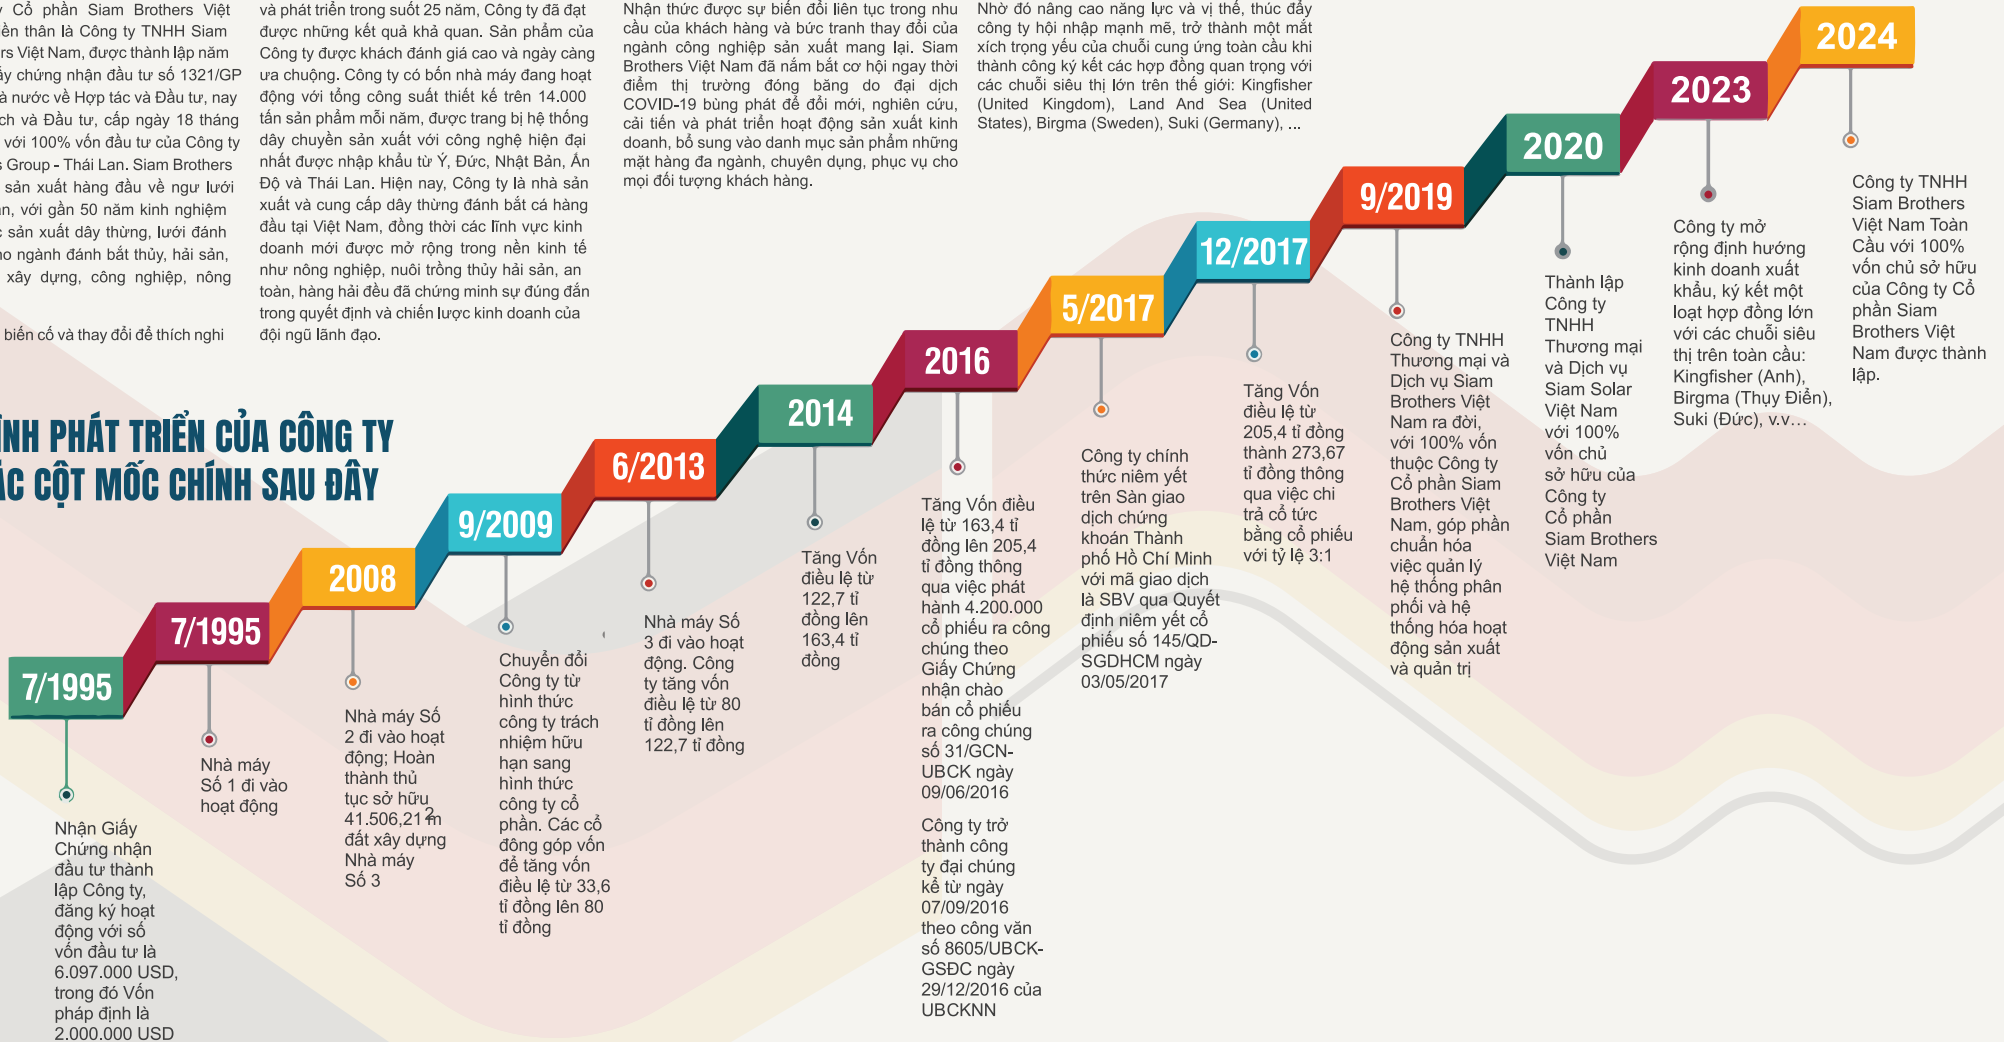 Cổ phần Siam Brothers Việt
thân là Công ty TNHH Siam
Việt Nam, được thành lập năm
chứng nhận đầu tư số 1321/GP
nước về Hợp tác và Đầu tư, nay
và Đầu tư, cấp ngày 18 tháng
với 100% vốn đầu tư của Công ty
Group - Thái Lan. Siam Brothers
sản xuất hàng đầu về ngư lưới
với gần 50 năm kinh nghiệm
sản xuất dây thừng, lưới đánh
ngành đánh bắt thủy, hải sản,
xây dựng, công nghiệp, nông
biến cố và thay đổi để thích nghi
và phát triển trong suốt 25 năm, Công ty đã đạt
được những kết quả khả quan. Sản phẩm của
Công ty được khách đánh giá cao và ngày càng
ưa chuộng. Công ty có bốn nhà máy đang hoạt
động với tổng công suất thiết kế trên 14.000
tấn sản phẩm mỗi năm, được trang bị hệ thống
dây chuyền sản xuất với công nghệ hiện đại
nhất được nhập khẩu từ Ý, Đức, Nhật Bản, Ấn
Độ và Thái Lan. Hiện nay, Công ty là nhà sản
xuất và cung cấp dây thừng đánh bắt cá hàng
đầu tại Việt Nam, đồng thời các lĩnh vực kinh
doanh mới được mở rộng trong nền kinh tế
như nông nghiệp, nuôi trồng thủy hải sản, an
toàn, hàng hải đều đã chứng minh sự đúng đắn
trong quyết định và chiến lược kinh doanh của
đội ngũ lãnh đạo.
Nhận thức được sự biến đổi liên tục trong nhu
cầu của khách hàng và bức tranh thay đổi của
ngành công nghiệp sản xuất mang lại. Siam
Brothers Việt Nam đã nắm bắt cơ hội ngay thời
điểm thị trường đóng băng do đại dịch
COVID-19 bùng phát để đổi mới, nghiên cứu,
cải tiến và phát triển hoạt động sản xuất kinh
doanh, bổ sung vào danh mục sản phẩm những
mặt hàng đa ngành, chuyên dụng, phục vụ cho
mọi đối tượng khách hàng.
Nhờ đó nâng cao năng lực và vị thế, thúc đẩy
công ty hội nhập mạnh mẽ, trở thành một mắt
xích trọng yếu của chuỗi cung ứng toàn cầu khi
thành công ký kết các hợp đồng quan trọng với
các chuỗi siêu thị lớn trên thế giới: Kingfisher
(United Kingdom), Land And Sea (United
States), Birgma (Sweden), Suki (Germany), ...
PHÁT TRIỂN CỦA CÔNG TY
CỘT MỐC CHÍNH SAU ĐÂY
7/1995
Nhận Giấy
Chứng nhận
đầu tư thành
lập Công ty,
đăng ký hoạt
động với số
vốn đầu tư là
6.097.000 USD,
trong đó Vốn
pháp định là
2.000.000 USD
7/1995
Nhà máy
Số 1 đi vào
hoạt động
2008
Nhà máy Số
2 đi vào hoạt
động; Hoàn
thành thủ
tục sở hữu
41.506,21 m2
đất xây dựng
Nhà máy
Số 3
9/2009
Chuyển đổi
Công ty từ
hình thức
công ty trách
nhiệm hữu
hạn sang
hình thức
công ty cổ
phần. Các cổ
đông góp vốn
để tăng vốn
điều lệ từ 33,6
tỉ đồng lên 80
tỉ đồng
6/2013
Nhà máy Số
3 đi vào hoạt
động. Công
ty tăng vốn
điều lệ từ 80
tỉ đồng lên
122,7 tỉ đồng
2014
Tăng Vốn
điều lệ từ
122,7 tỉ
đồng lên
163,4 tỉ
đồng
2016
Tăng Vốn điều
lệ từ 163,4 tỉ
đồng lên 205,4
tỉ đồng thông
qua việc phát
hành 4.200.000
cổ phiếu ra công
chúng theo
Giấy Chứng
nhận chào
bán cổ phiếu
ra công chúng
số 31/GCN-
UBCK ngày
09/06/2016
Công ty trở
thành công
ty đại chúng
kể từ ngày
07/09/2016
theo công văn
số 8605/UBCK-
GSĐC ngày
29/12/2016 của
UBCKNN
5/2017
Công ty chính
thức niêm yết
trên Sàn giao
dịch chứng
khoán Thành
phố Hồ Chí Minh
với mã giao dịch
là SBV qua Quyết
định niêm yết cổ
phiếu số 145/QD-
SGDHCM ngày
03/05/2017
12/2017
Tăng Vốn
điều lệ từ
205,4 tỉ đồng
thành 273,67
tỉ đồng thông
qua việc chi
trả cổ tức
bằng cổ phiếu
với tỷ lệ 3:1
9/2019
Công ty TNHH
Thương mại và
Dịch vụ Siam
Brothers Việt
Nam ra đời,
với 100% vốn
thuộc Công ty
Cổ phần Siam
Brothers Việt
Nam, góp phần
chuẩn hóa
việc quản lý
hệ thống phân
phối và hệ
thống hóa hoạt
động sản xuất
và quản trị
2020
Thành lập
Công ty
TNHH
Thương mại
và Dịch vụ
Siam Solar
Việt Nam
với 100%
vốn chủ
sở hữu của
Công ty
Cổ phần
Siam Brothers
Việt Nam
2023
Công ty mở
rộng định hướng
kinh doanh xuất
khẩu, ký kết một
loạt hợp đồng lớn
với các chuỗi siêu
thị trên toàn cầu:
Kingfisher (Anh),
Birgma (Thụy Điển),
Suki (Đức), v.v…
2024
Công ty TNHH
Siam Brothers
Việt Nam Toàn
Cầu với 100%
vốn chủ sở hữu
của Công ty Cổ
phần Siam
Brothers Việt
Nam được thành
lập.